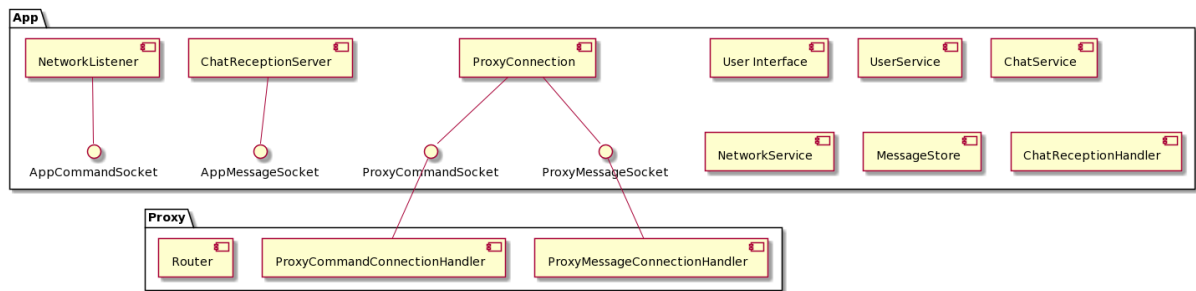 App
NetworkListener
ChatReceptionServer
ProxyConnection
User Interface
UserService
ChatService
NetworkService
MessageStore
ChatReceptionHandler
AppCommandSocket
AppMessageSocket
ProxyCommandSocket
ProxyMessageSocket
Proxy
Router
ProxyCommandConnectionHandler
ProxyMessageConnectionHandler